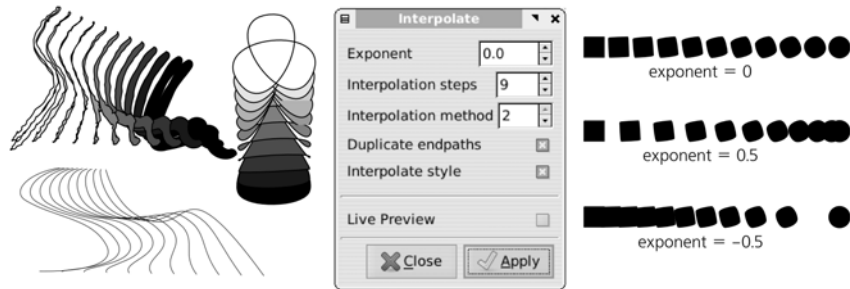 Interpolate
Exponent 0.0
Interpolation steps 9
Interpolation method 2
Duplicate endpaths
Interpolate style
Live Preview
Close Apply
exponent = 0
exponent = 0.5
exponent = –0.5